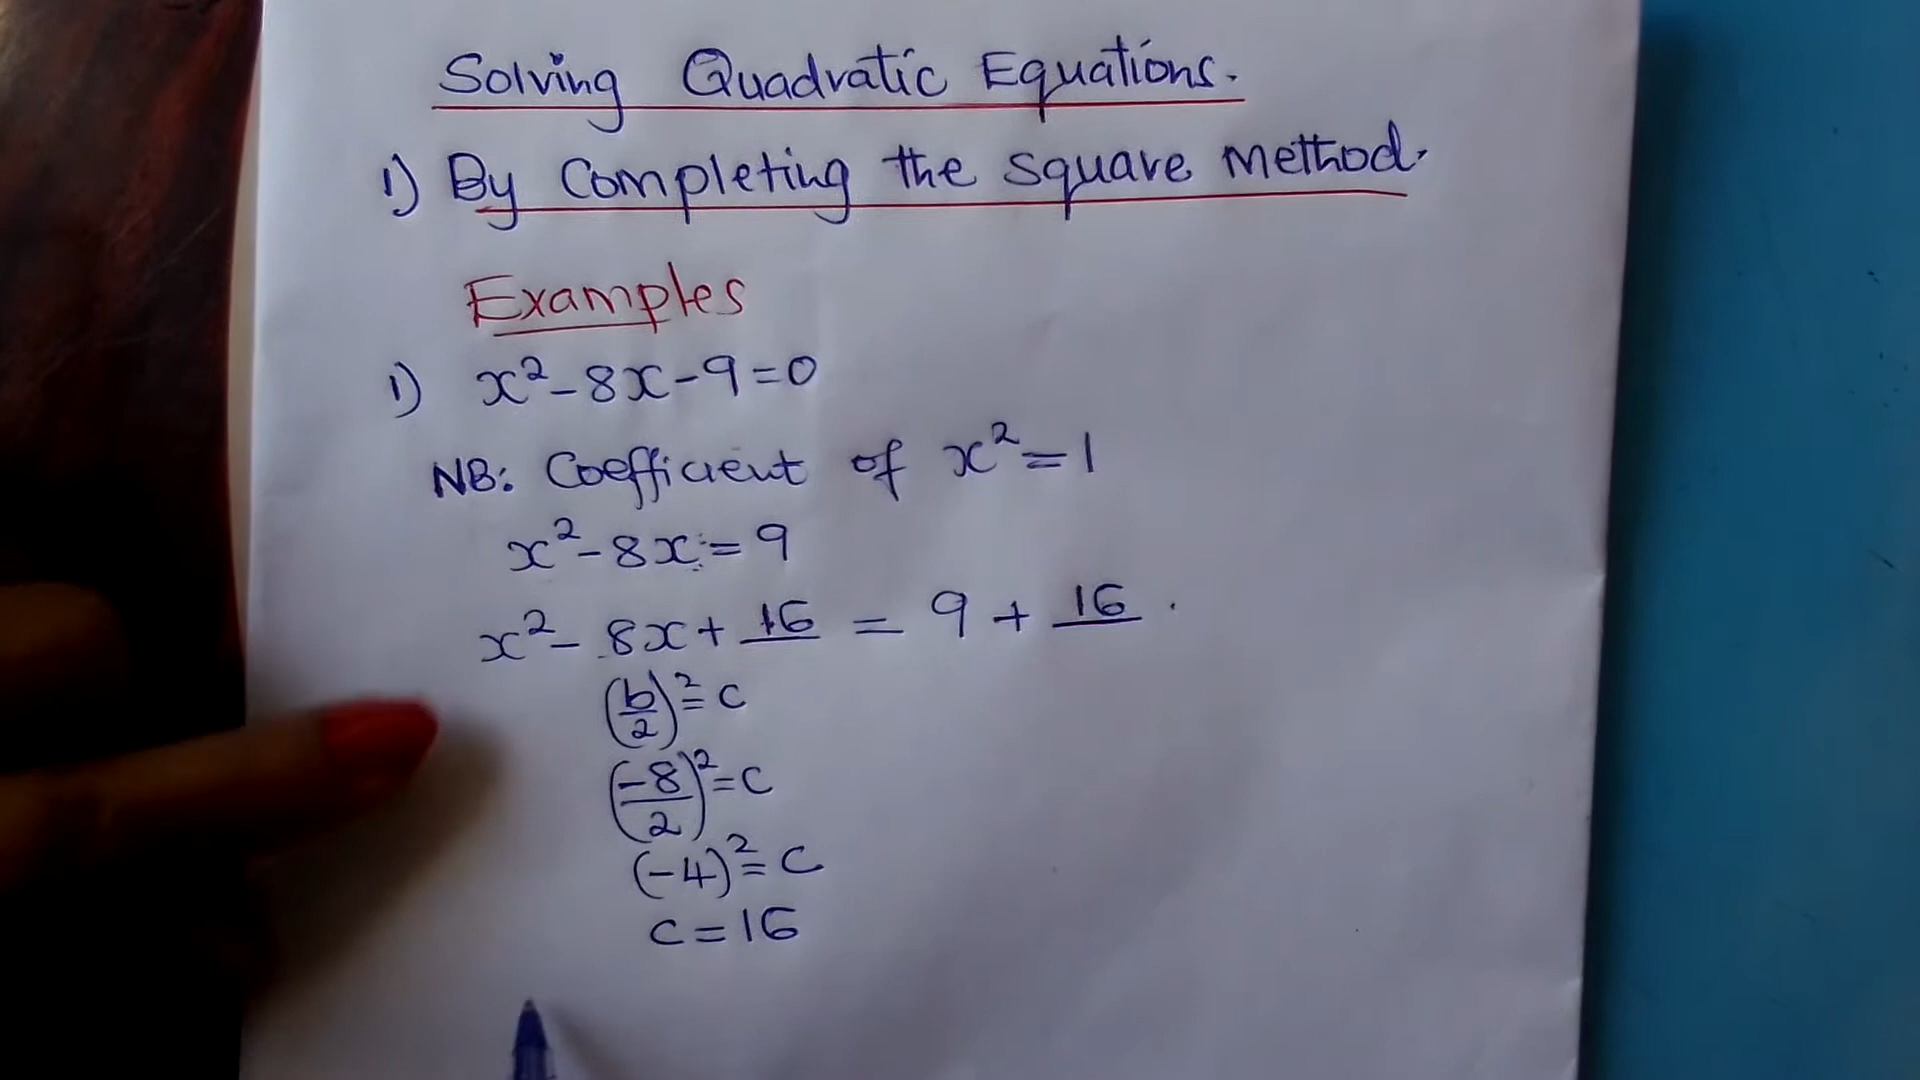 Solving Quadratic Equations.
1) By Completing the Square Method.
Examples
1) x² - 8x - 9 = 0
NB: Coefficient of x² = 1
x² - 8x = 9
x² - 8x + 16 = 9 + 16 .
(b/2)² = c
(-8/2)² = c
(-4)² = c
c = 16